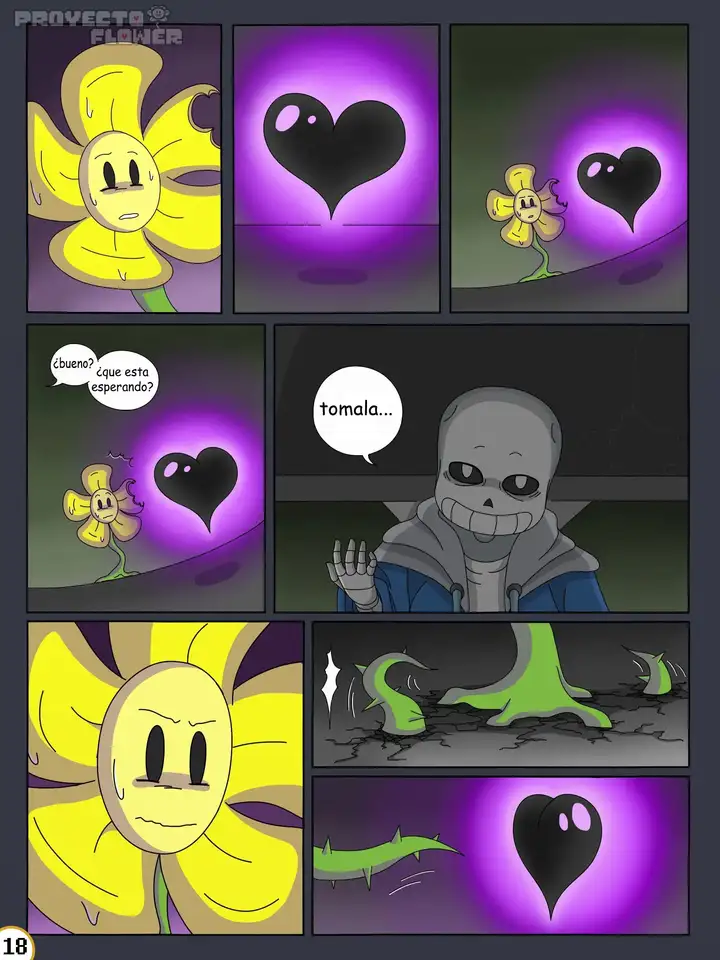 PROYECTO
FLOWER
¿bueno?
¿que esta
esperando?
tomala...
18